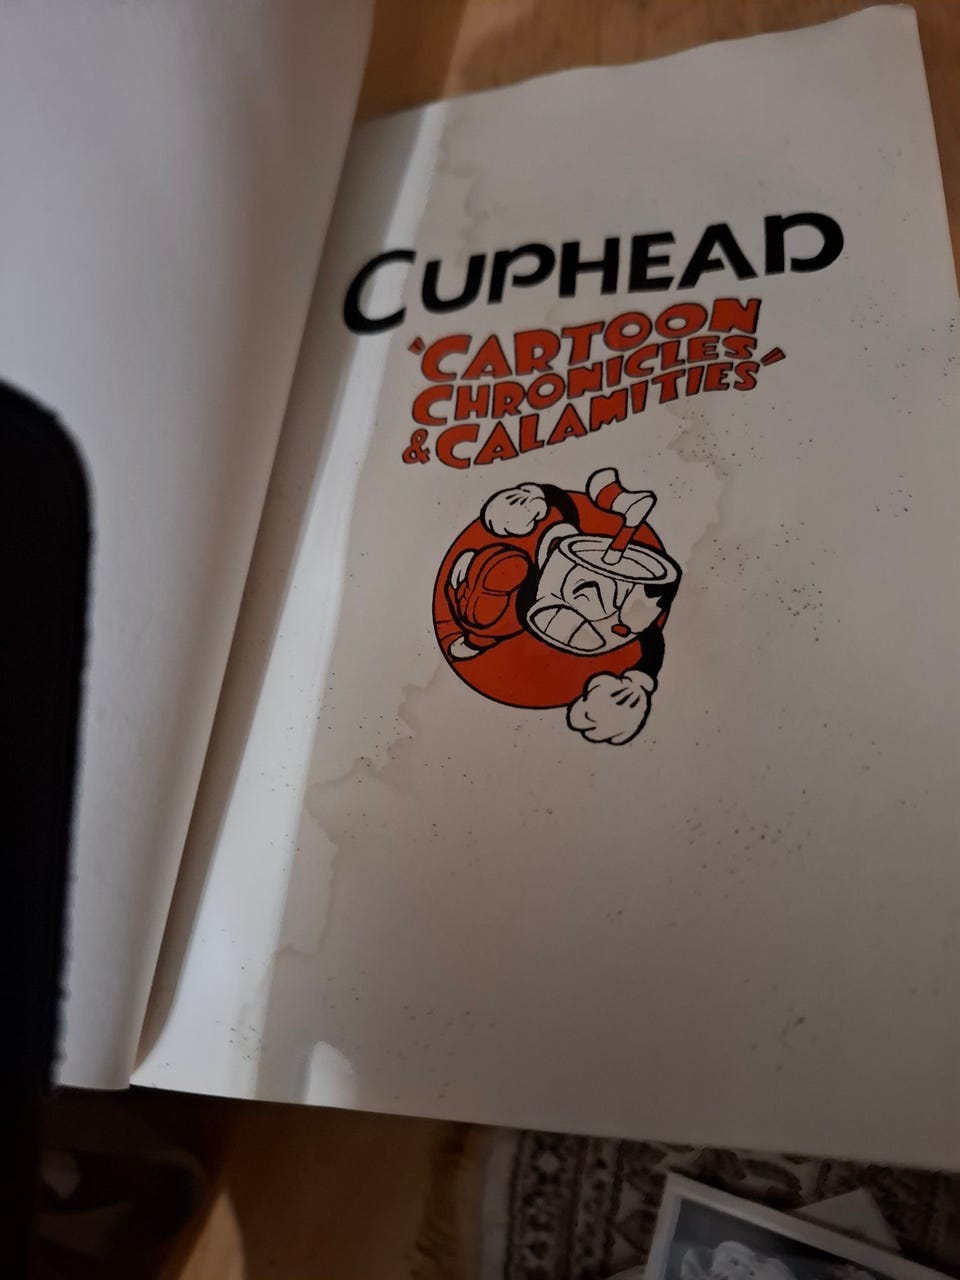 CUPHEAD
"CARTOON
CHRONICLES
& CALAMITIES"